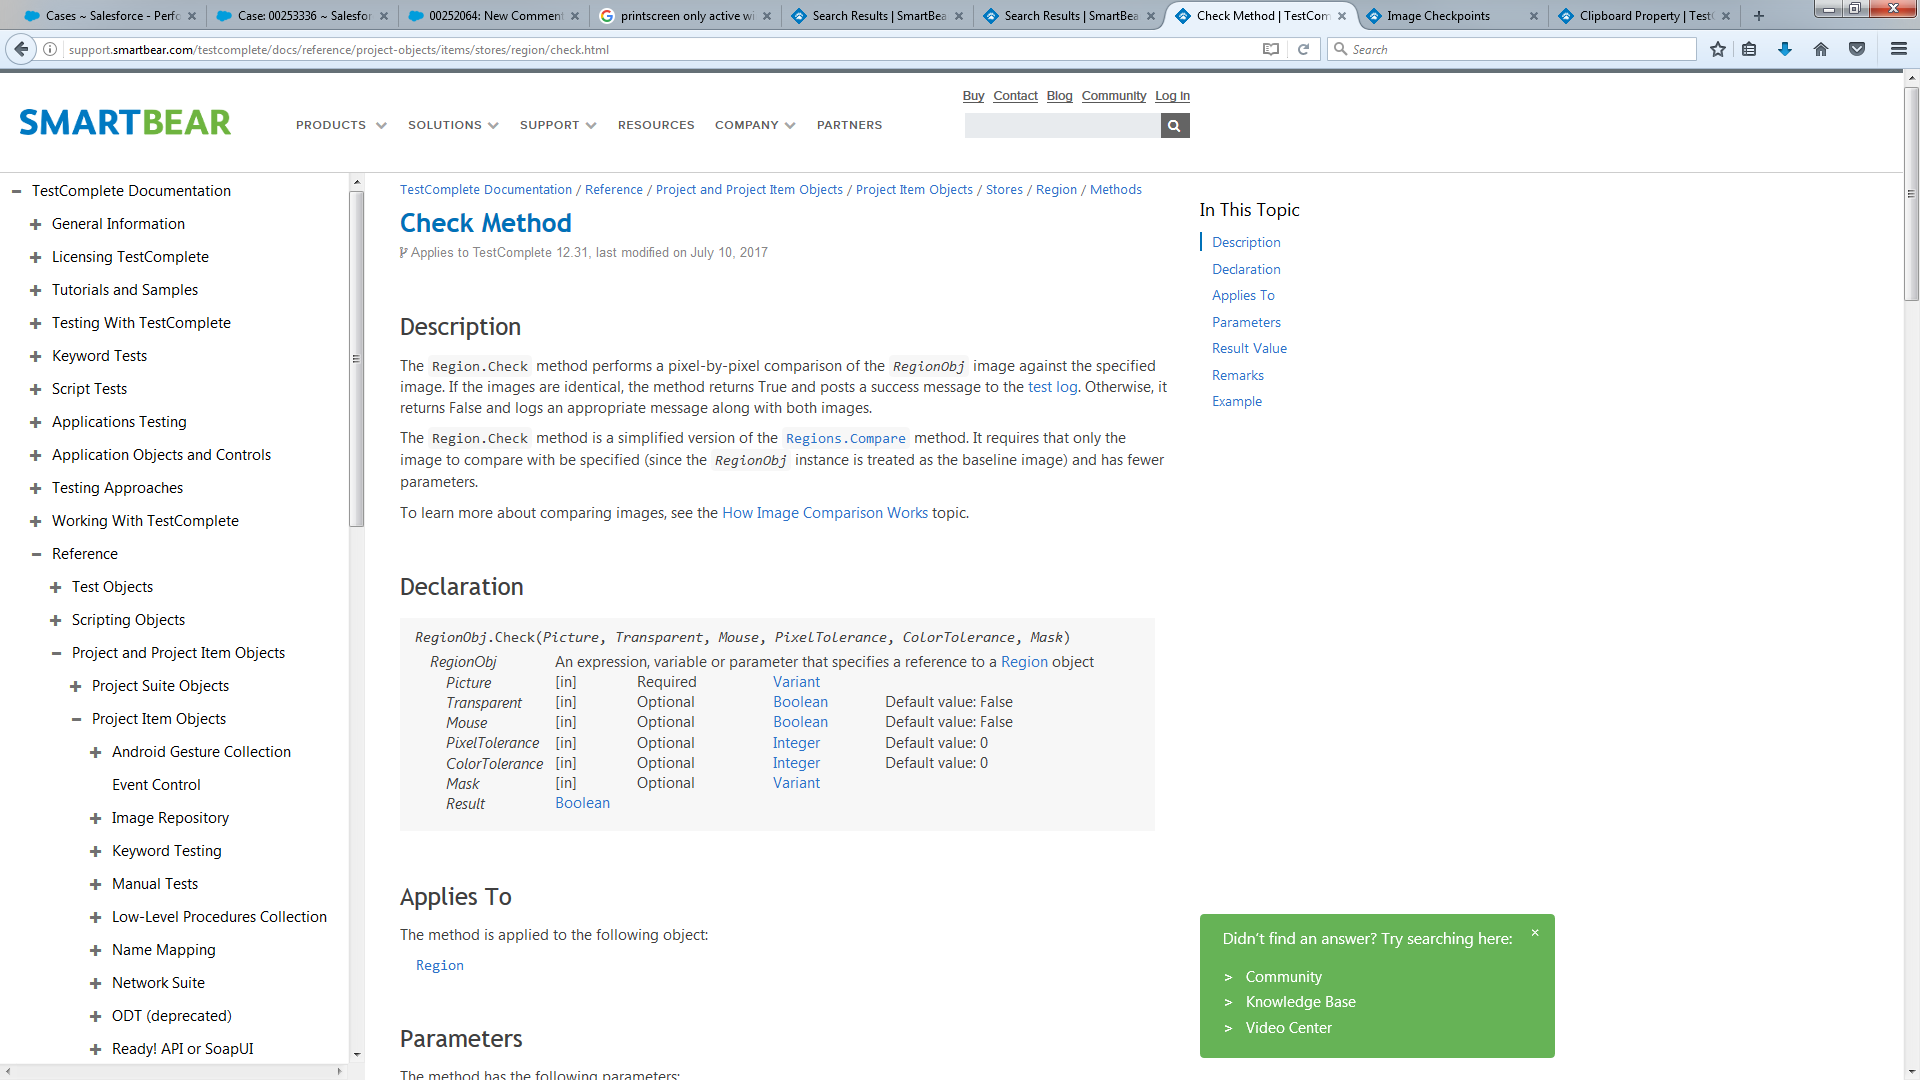 Cases ~ Salesforce - Perfo
Case: 00253336 ~ Salesfor
00252064: New Comment
printscreen only active wi
Search Results | SmartBea
Search Results | SmartBea
Check Method | TestCom
Image Checkpoints
Clipboard Property | TestC
support.smartbear.com/testcomplete/docs/reference/project-objects/items/stores/region/check.html
Search
Buy Contact Blog Community Log In
SMARTBEAR
PRODUCTS SOLUTIONS SUPPORT RESOURCES COMPANY PARTNERS
TestComplete Documentation
General Information
Licensing TestComplete
Tutorials and Samples
Testing With TestComplete
Keyword Tests
Script Tests
Applications Testing
Application Objects and Controls
Testing Approaches
Working With TestComplete
Reference
Test Objects
Scripting Objects
Project and Project Item Objects
Project Suite Objects
Project Item Objects
Android Gesture Collection
Event Control
Image Repository
Keyword Testing
Manual Tests
Low-Level Procedures Collection
Name Mapping
Network Suite
ODT (deprecated)
Ready! API or SoapUI
TestComplete Documentation / Reference / Project and Project Item Objects / Project Item Objects / Stores / Region / Methods
Check Method
Applies to TestComplete 12.31, last modified on July 10, 2017
Description
The Region.Check method performs a pixel-by-pixel comparison of the RegionObj image against the specified
image. If the images are identical, the method returns True and posts a success message to the test log. Otherwise, it
returns False and logs an appropriate message along with both images.
The Region.Check method is a simplified version of the Regions.Compare method. It requires that only the
image to compare with be specified (since the RegionObj instance is treated as the baseline image) and has fewer
parameters.
To learn more about comparing images, see the How Image Comparison Works topic.
Declaration
RegionObj.Check(Picture, Transparent, Mouse, PixelTolerance, ColorTolerance, Mask)
RegionObj An expression, variable or parameter that specifies a reference to a Region object
Picture [in] Required Variant
Transparent [in] Optional Boolean Default value: False
Mouse [in] Optional Boolean Default value: False
PixelTolerance [in] Optional Integer Default value: 0
ColorTolerance [in] Optional Integer Default value: 0
Mask [in] Optional Variant
Result Boolean
Applies To
The method is applied to the following object:
Region
Parameters
The method has the following parameters:
In This Topic
Description
Declaration
Applies To
Parameters
Result Value
Remarks
Example
Didn't find an answer? Try searching here: ×
> Community
> Knowledge Base
> Video Center